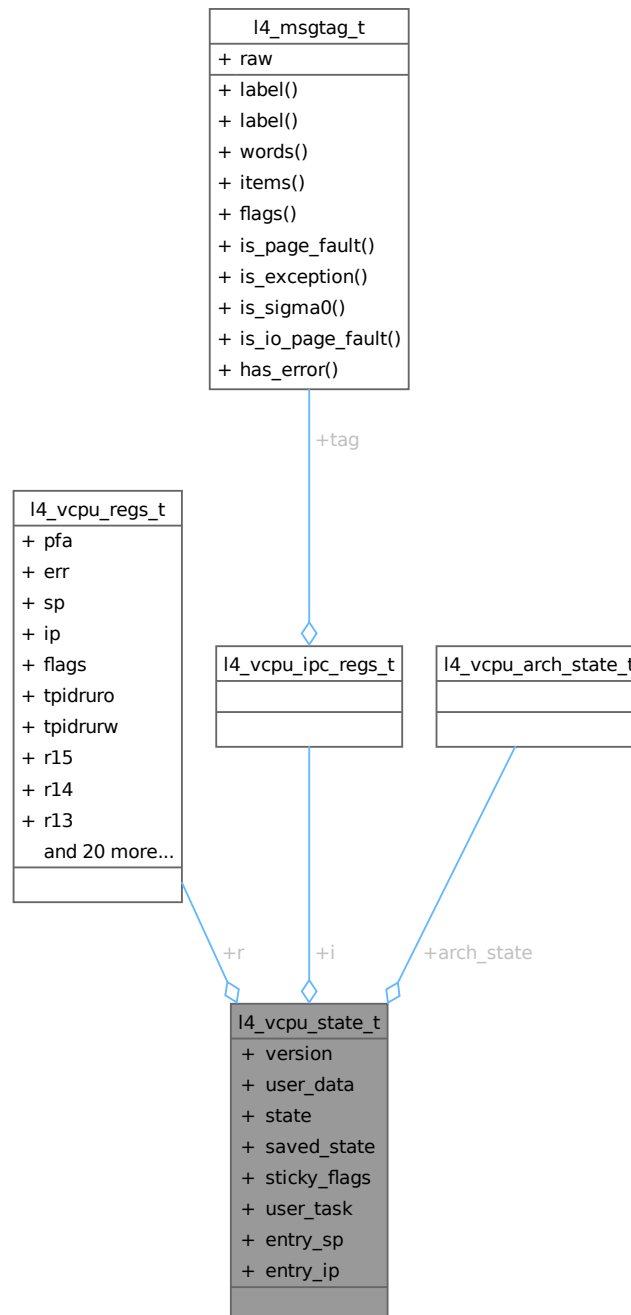 l4_msgtag_t
+ raw
+ label()
+ label()
+ words()
+ items()
+ flags()
+ is_page_fault()
+ is_exception()
+ is_sigma0()
+ is_io_page_fault()
+ has_error()
+tag
l4_vcpu_regs_t
+ pfa
+ err
+ sp
+ ip
+ flags
+ tpidruro
+ tpidrurw
+ r15
+ r14
+ r13
and 20 more...
l4_vcpu_ipc_regs_t
l4_vcpu_arch_state_t
+r
+i
+arch_state
l4_vcpu_state_t
+ version
+ user_data
+ state
+ saved_state
+ sticky_flags
+ user_task
+ entry_sp
+ entry_ip